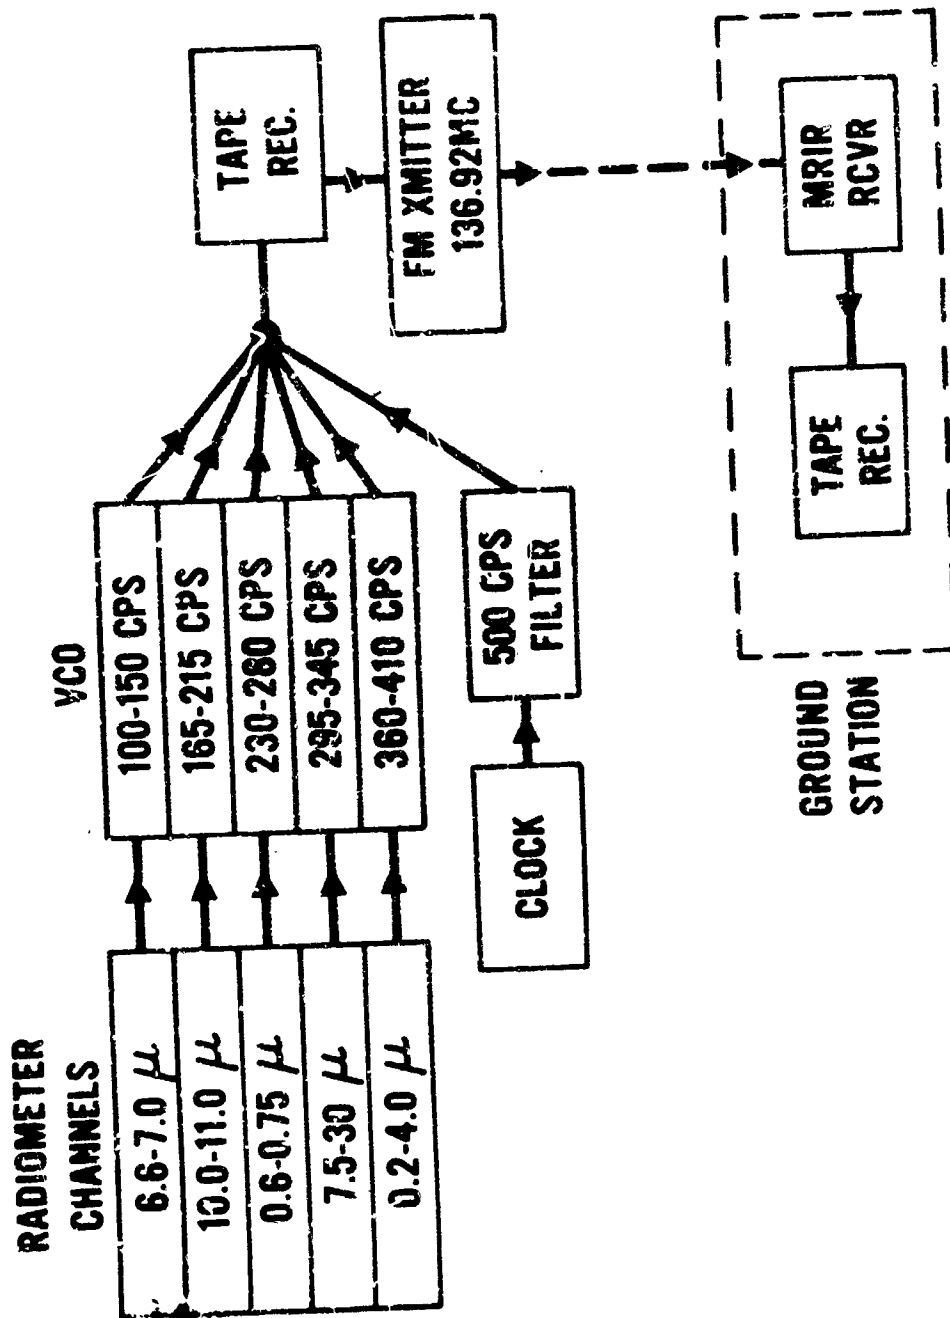 RADIOMETER
CHANNELS
6.6-7.0 μ
10.0-11.0 μ
0.6-0.75 μ
7.5-30 μ
0.2-4.0 μ
VCO
100-150 CPS
165-215 CPS
230-280 CPS
295-345 CPS
360-410 CPS
CLOCK
500 CPS
FILTER
TAPE
REC.
FM XMITTER
136.92MC
GROUND
STATION
TAPE
REC.
MRIR
RCVR